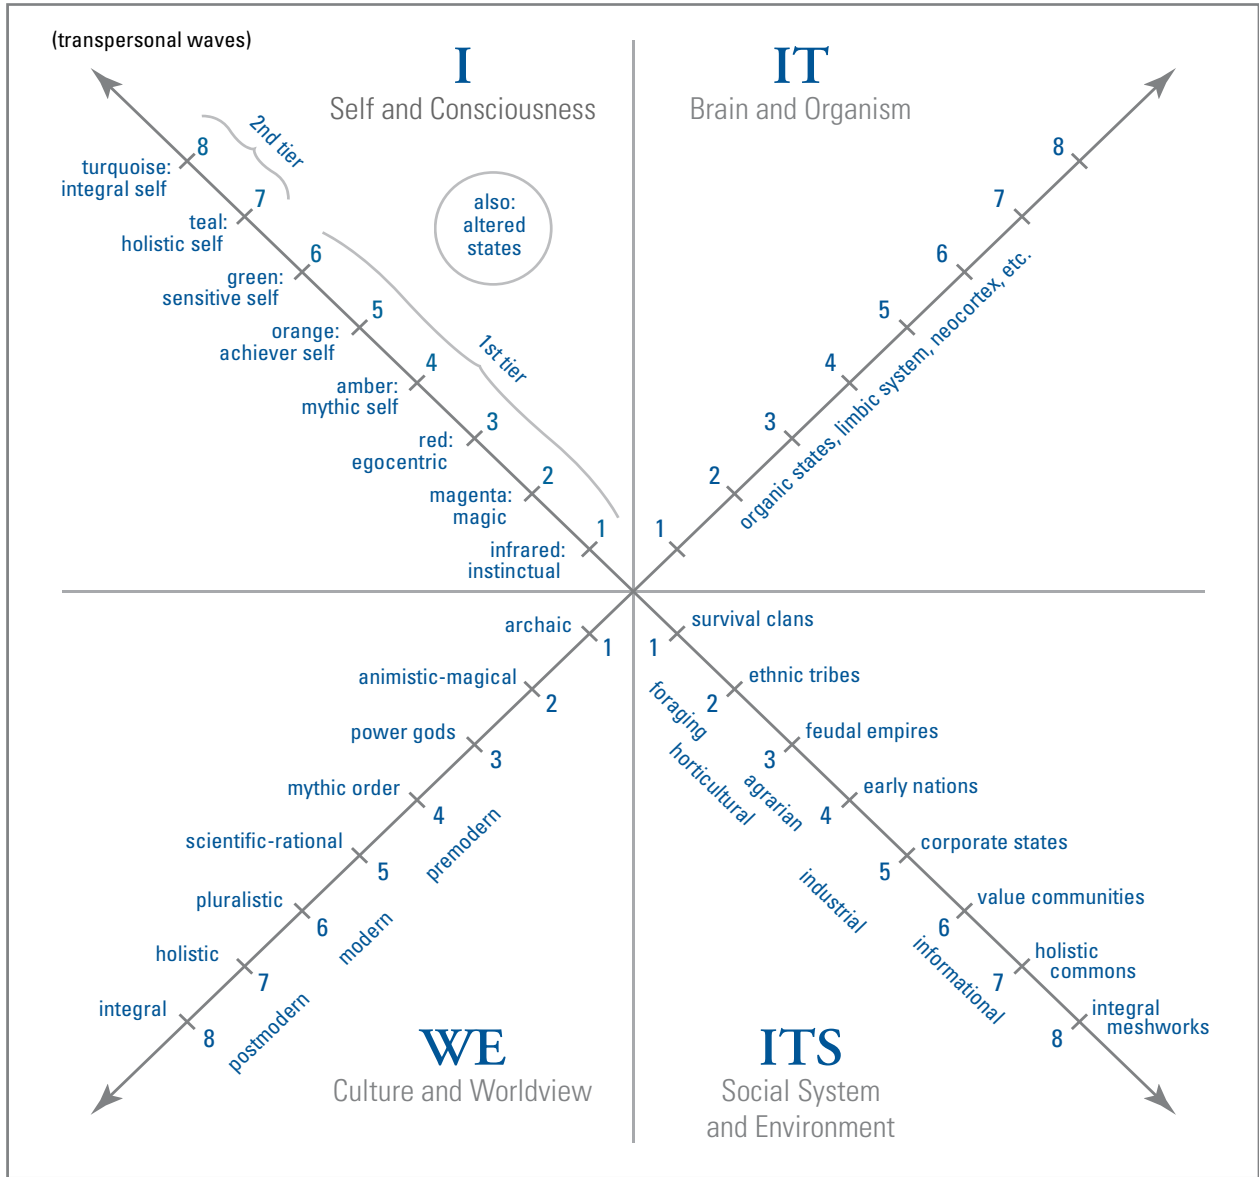 (transpersonal waves)
I
Self and Consciousness
2nd tier
8
turquoise:
integral self
7
teal:
holistic self
also:
altered
states
6
green:
sensitive self
5
orange:
achiever self
1st tier
4
amber:
mythic self
3
red:
egocentric
2
magenta:
magic
1
infrared:
instinctual
IT
Brain and Organism
8
7
6
5
4
3
2
1
organic states, limbic system, neocortex, etc.
archaic
1
animistic-magical
2
power gods
3
mythic order
4
premodern
scientific-rational
5
pluralistic
6
modern
holistic
7
integral
8
postmodern
WE
Culture and Worldview
survival clans
1
ethnic tribes
2
foraging
feudal empires
3
horticultural
agrarian
early nations
4
corporate states
5
industrial
value communities
6
informational
holistic
commons
7
integral
meshworks
8
ITS
Social System
and Environment